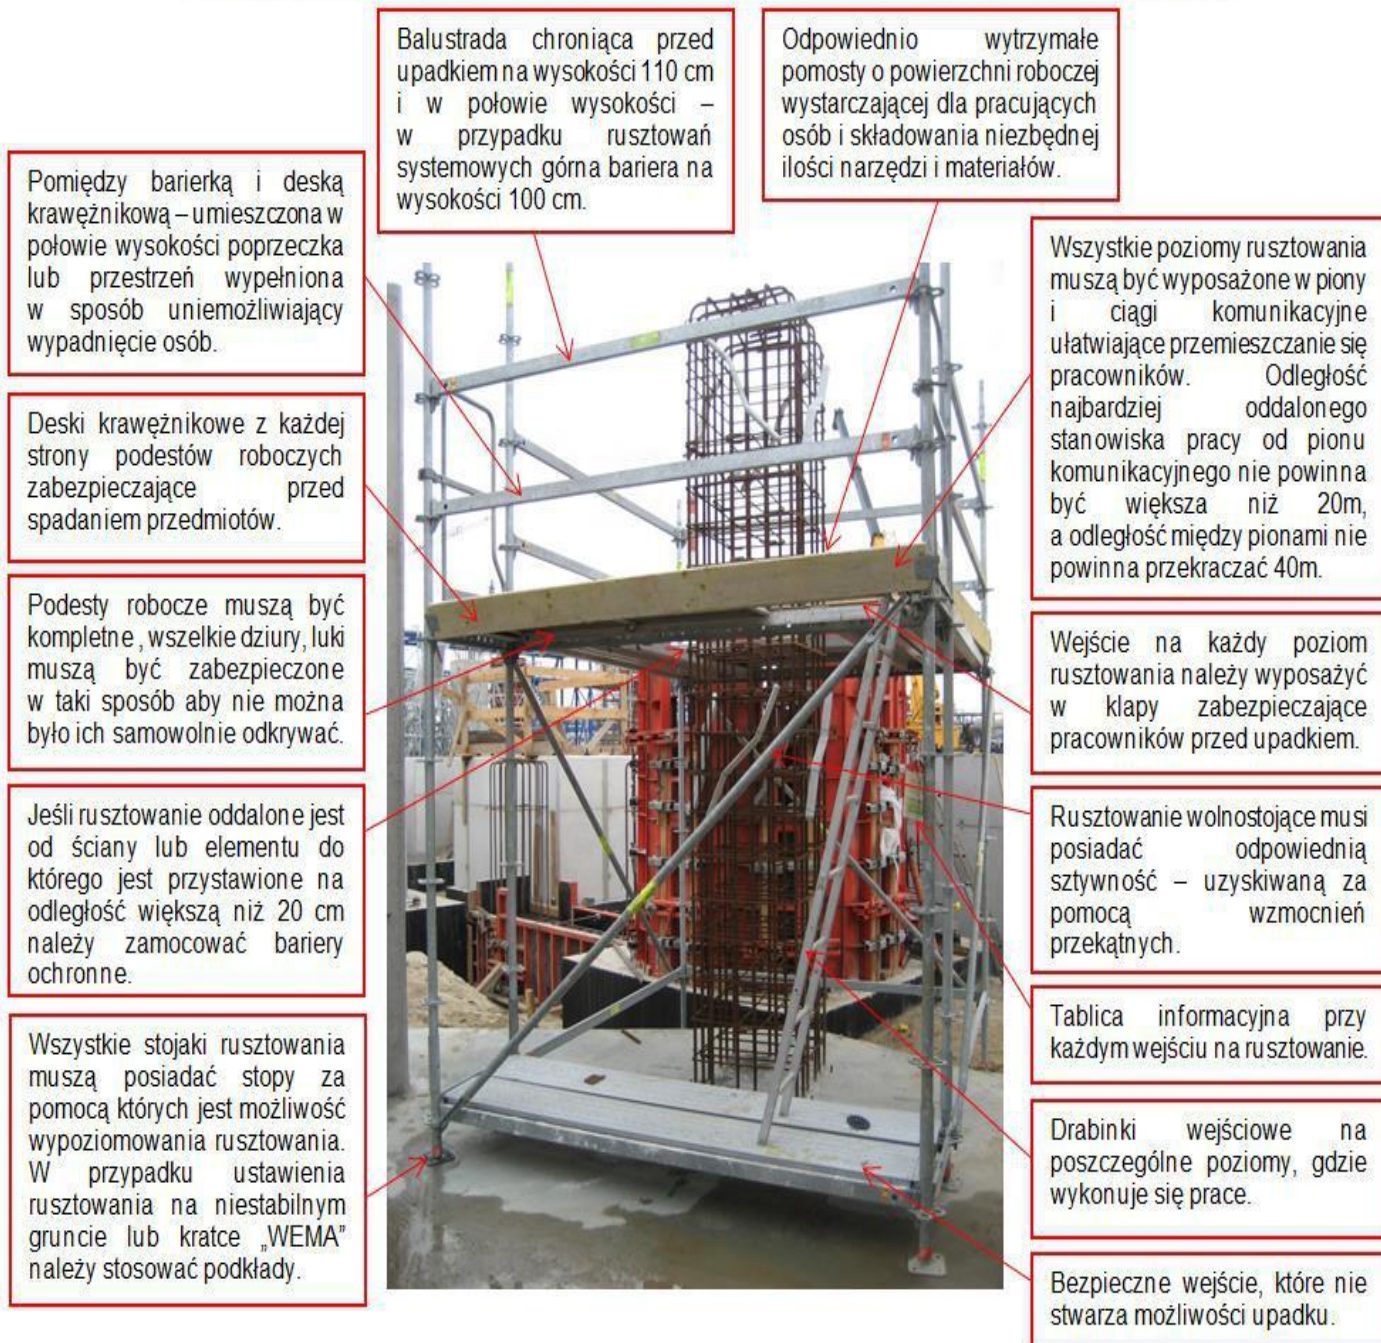 Balustrada chroniąca przed
upadkiem na wysokości 110 cm
i w połowie wysokości –
w przypadku rusztowań
systemowych górna bariera na
wysokości 100 cm.
Odpowiednio wytrzymałe
pomosty o powierzchni roboczej
wystarczającej dla pracujących
osób i składowania niezbędnej
ilości narzędzi i materiałów.
Pomiędzy barierką i deską
krawężnikową – umieszczona w
połowie wysokości poprzeczka
lub przestrzeń wypełniona
w sposób uniemożliwiający
wypadnięcie osób.
Deski krawężnikowe z każdej
strony podestów roboczych
zabezpieczające przed
spadaniem przedmiotów.
Podesty robocze muszą być
kompletne, wszelkie dziury, luki
muszą być zabezpieczone
w taki sposób aby nie można
było ich samowolnie odkrywać.
Jeśli rusztowanie oddalone jest
od ściany lub elementu do
którego jest przystawione na
odległość większą niż 20 cm
należy zamocować bariery
ochronne.
Wszystkie stojaki rusztowania
muszą posiadać stopy za
pomocą których jest możliwość
wypoziomowania rusztowania.
W przypadku ustawienia
rusztowania na niestabilnym
gruncie lub kratce „WEMA”
należy stosować podkłady.
Wszystkie poziomy rusztowania
muszą być wyposażone w piony
i ciągi komunikacyjne
ułatwiające przemieszczanie się
pracowników. Odległość
najbardziej oddalonego
stanowiska pracy od pionu
komunikacyjnego nie powinna
być większa niż 20m,
a odległość między pionami nie
powinna przekraczać 40m.
Wejście na każdy poziom
rusztowania należy wyposażyć
w klapy zabezpieczające
pracowników przed upadkiem.
Rusztowanie wolnostojące musi
posiadać odpowiednią
sztywność – uzyskiwaną za
pomocą wzmocnień
przekątnych.
Tablica informacyjna przy
każdym wejściu na rusztowanie.
Drabinki wejściowe na
poszczególne poziomy, gdzie
wykonuje się prace.
Bezpieczne wejście, które nie
stwarza możliwości upadku.